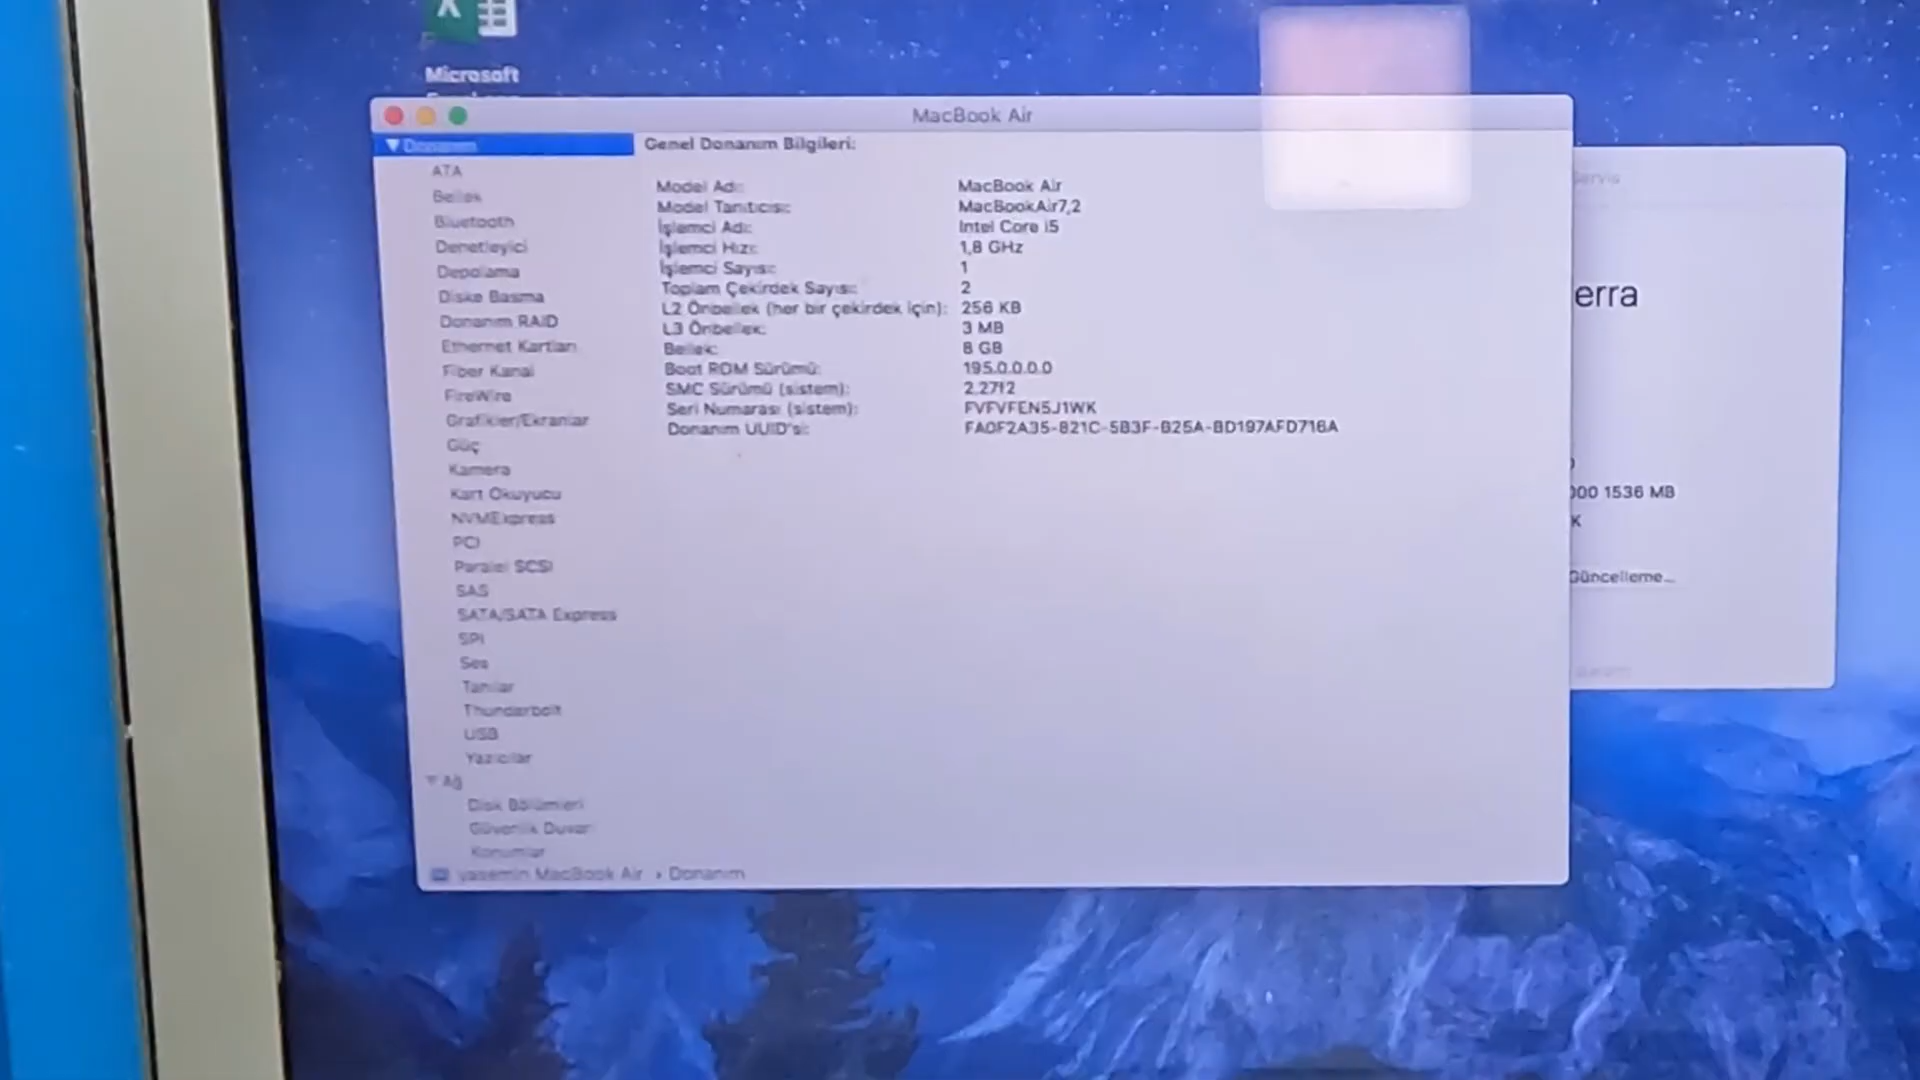 Microsoft
MacBook Air
Donanım
ATA
Bellek
Bluetooth
Denetleyici
Depolama
Diske Basma
Donanım RAID
Ethernet Kartları
Fiber Kanal
FireWire
Grafikler/Ekranlar
Güç
Kamera
Kart Okuyucu
NVMExpress
PCI
Paralel SCSI
SAS
SATA/SATA Express
SPI
Ses
Tanılar
Thunderbolt
USB
Yazıcılar
Ağ
Disk Bölümleri
Güvenlik Duvarı
Konumlar
Genel Donanım Bilgileri:
Model Adı: MacBook Air
Model Tanıtıcısı: MacBookAir7,2
İşlemci Adı: Intel Core i5
İşlemci Hızı: 1,8 GHz
İşlemci Sayısı: 1
Toplam Çekirdek Sayısı: 2
L2 Önbellek (her bir çekirdek için): 256 KB
L3 Önbellek: 3 MB
Bellek: 8 GB
Boot ROM Sürümü: 195.0.0.0.0
SMC Sürümü (sistem): 2.27f2
Seri Numarası (sistem): FVFVFEN5J1WK
Donanım UUID'si: FA0F2A35-821C-5B3F-B25A-BD197AFD716A
yasemin MacBook Air › Donanım
Servis
erra
000 1536 MB
K
Güncelleme...